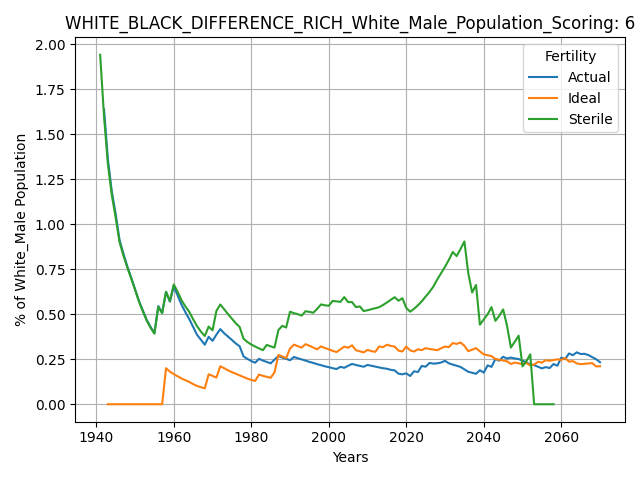 WHITE_BLACK_DIFFERENCE_RICH_White_Male_Population_Scoring: 6
2.00
1.75
1.50
1.25
1.00
0.75
0.50
0.25
0.00
% of White_Male Population
Fertility
Actual
Ideal
Sterile
1940 1960 1980 2000 2020 2040 2060
Years